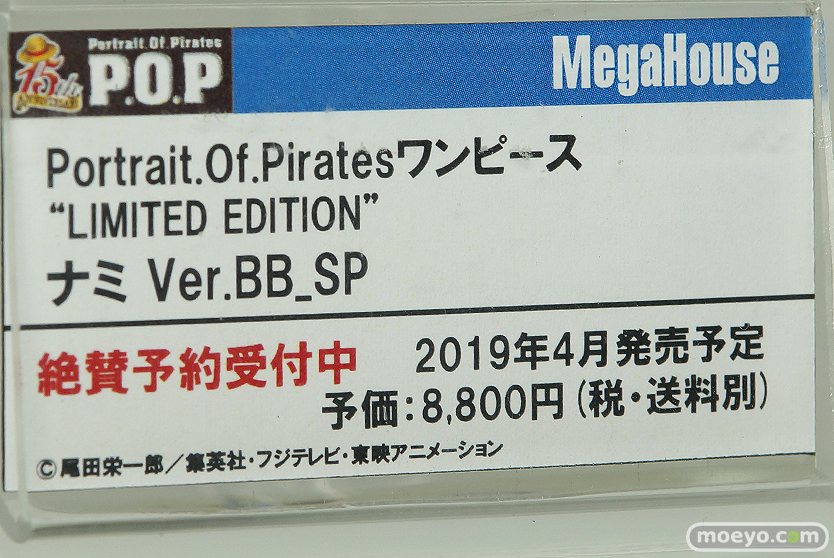 15th
ANNIVERSARY
Portrait.Of.Pirates
P.O.P
MegaHouse
Portrait.Of.Piratesワンピース
“LIMITED EDITION”
ナミ Ver.BB_SP
絶賛予約受付中 2019年4月発売予定
予価：8,800円（税・送料別）
©尾田栄一郎／集英社・フジテレビ・東映アニメーション
moeyo.com